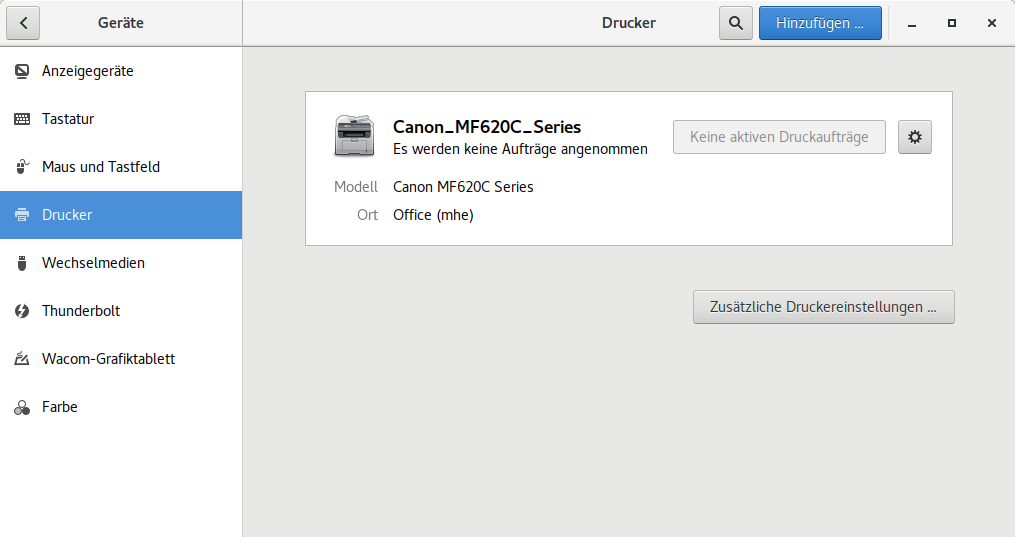 Geräte
Drucker
Hinzufügen ...
Anzeigegeräte
Tastatur
Maus und Tastfeld
Drucker
Wechselmedien
Thunderbolt
Wacom-Grafiktablett
Farbe
Canon_MF620C_Series
Es werden keine Aufträge angenommen
Keine aktiven Druckaufträge
Modell Canon MF620C Series
Ort Office (mhe)
Zusätzliche Druckereinstellungen ...